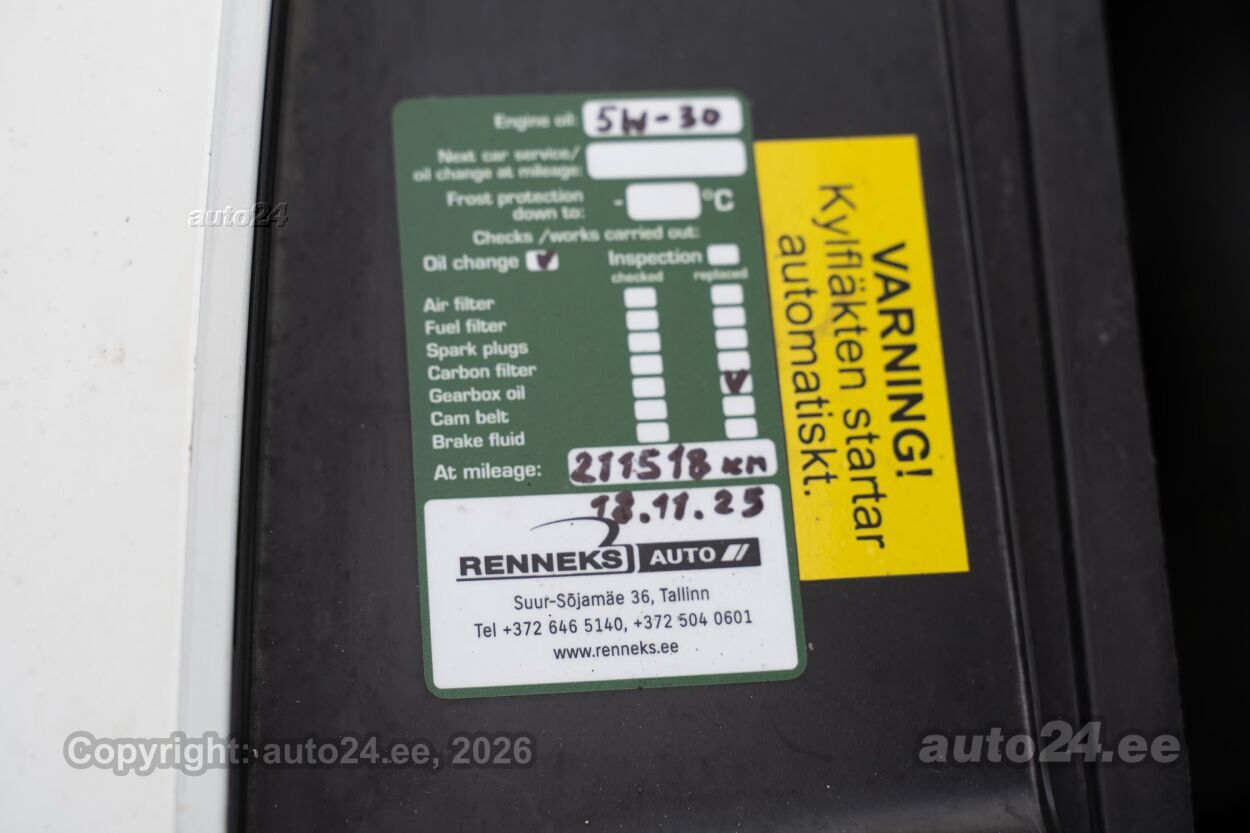 Engine oil: 5W-30
Next car service/
oil change at mileage:
Frost protection
down to: - °C
Checks /works carried out:
Oil change Inspection
checked replaced
Air filter
Fuel filter
Spark plugs
Carbon filter
Gearbox oil
Cam belt
Brake fluid
At mileage: 211518 km
18.11.25
RENNEKS AUTO
Suur-Sõjamäe 36, Tallinn
Tel +372 646 5140, +372 504 0601
www.renneks.ee
VARNING!
Kylfläkten startar
automatiskt.
auto24
Copyright: auto24.ee, 2026
auto24.ee